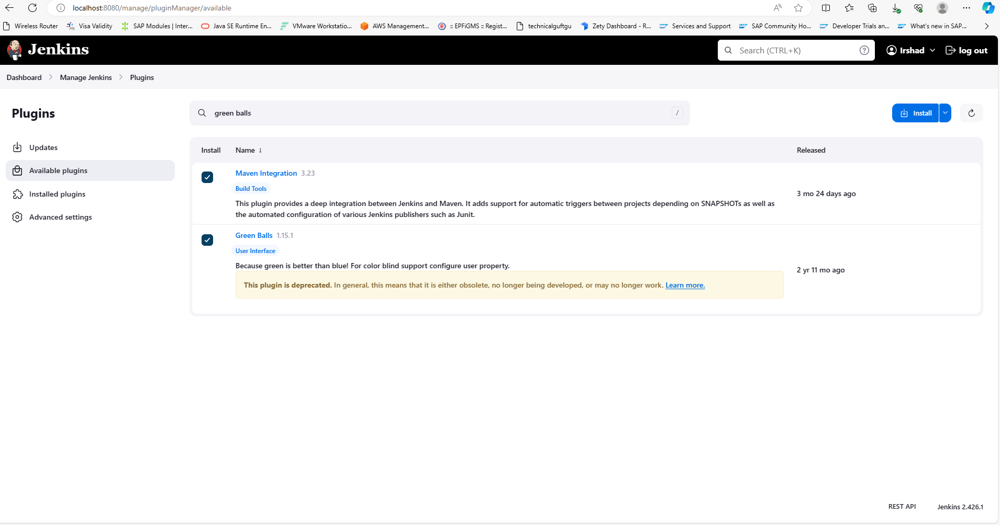 localhost:8080/manage/pluginManager/available
Wireless Router Visa Validity SAP Modules | Inter... Java SE Runtime En... VMware Workstatio... AWS Management... :: EPFiGMS :: Regist... technicalguftgu Zety Dashboard - R... Services and Support SAP Community Ho... Developer Trials an... What's new in SAP...
Jenkins Search (CTRL+K) ? Irshad log out
Dashboard Manage Jenkins Plugins
Plugins
Updates
Available plugins
Installed plugins
Advanced settings
green balls /
Install
Install Name ↓ Released
Maven Integration 3.23
Build Tools
This plugin provides a deep integration between Jenkins and Maven. It adds support for automatic triggers between projects depending on SNAPSHOTs as well as
the automated configuration of various Jenkins publishers such as Junit.
3 mo 24 days ago
Green Balls 1.15.1
User Interface
Because green is better than blue! For color blind support configure user property.
This plugin is deprecated. In general, this means that it is either obsolete, no longer being developed, or may no longer work. Learn more.
2 yr 11 mo ago
REST API Jenkins 2.426.1